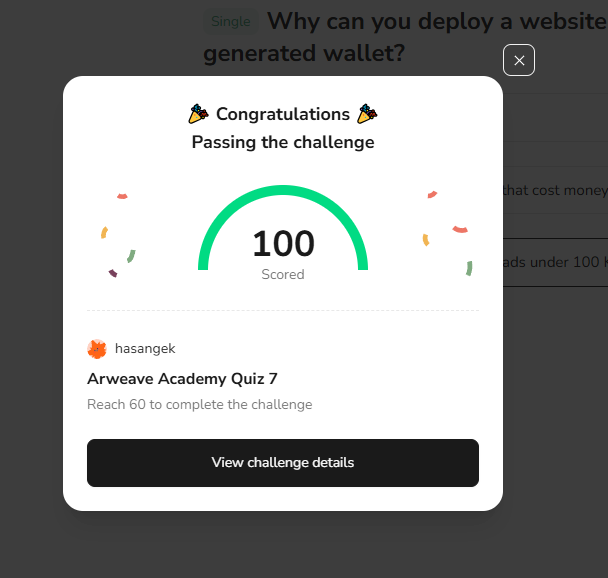 Single Why can you deploy a website
generated wallet?
Congratulations
Passing the challenge
that cost money
100
Scored
ads under 100 K
hasangek
Arweave Academy Quiz 7
Reach 60 to complete the challenge
View challenge details